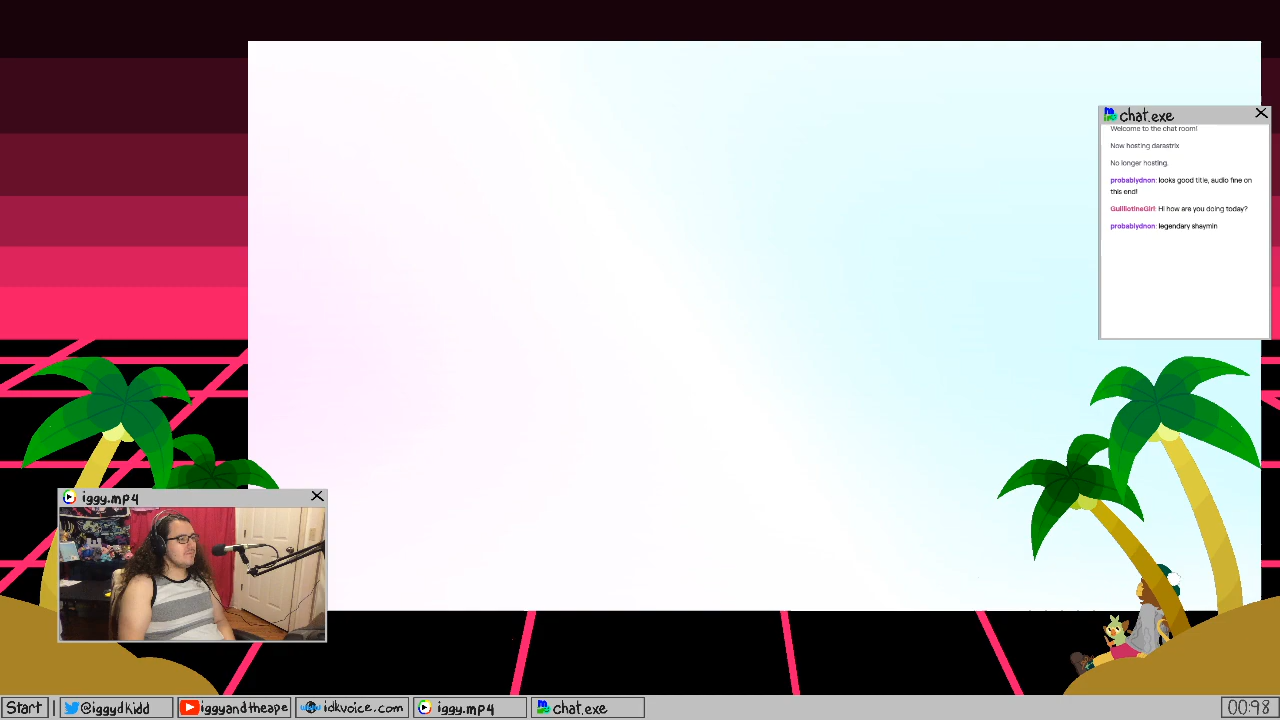 chat.exe
Welcome to the chat room!
Now hosting darastrix
No longer hosting.
probablydnon: looks good title, audio fine on
this end!
GuilliotineGirl: Hi how are you doing today?
probablydnon: legendary shaymin
iggy.mp4
Start | @iggydkidd iggyandtheape idkvoice.com iggy.mp4 chat.exe 00:98